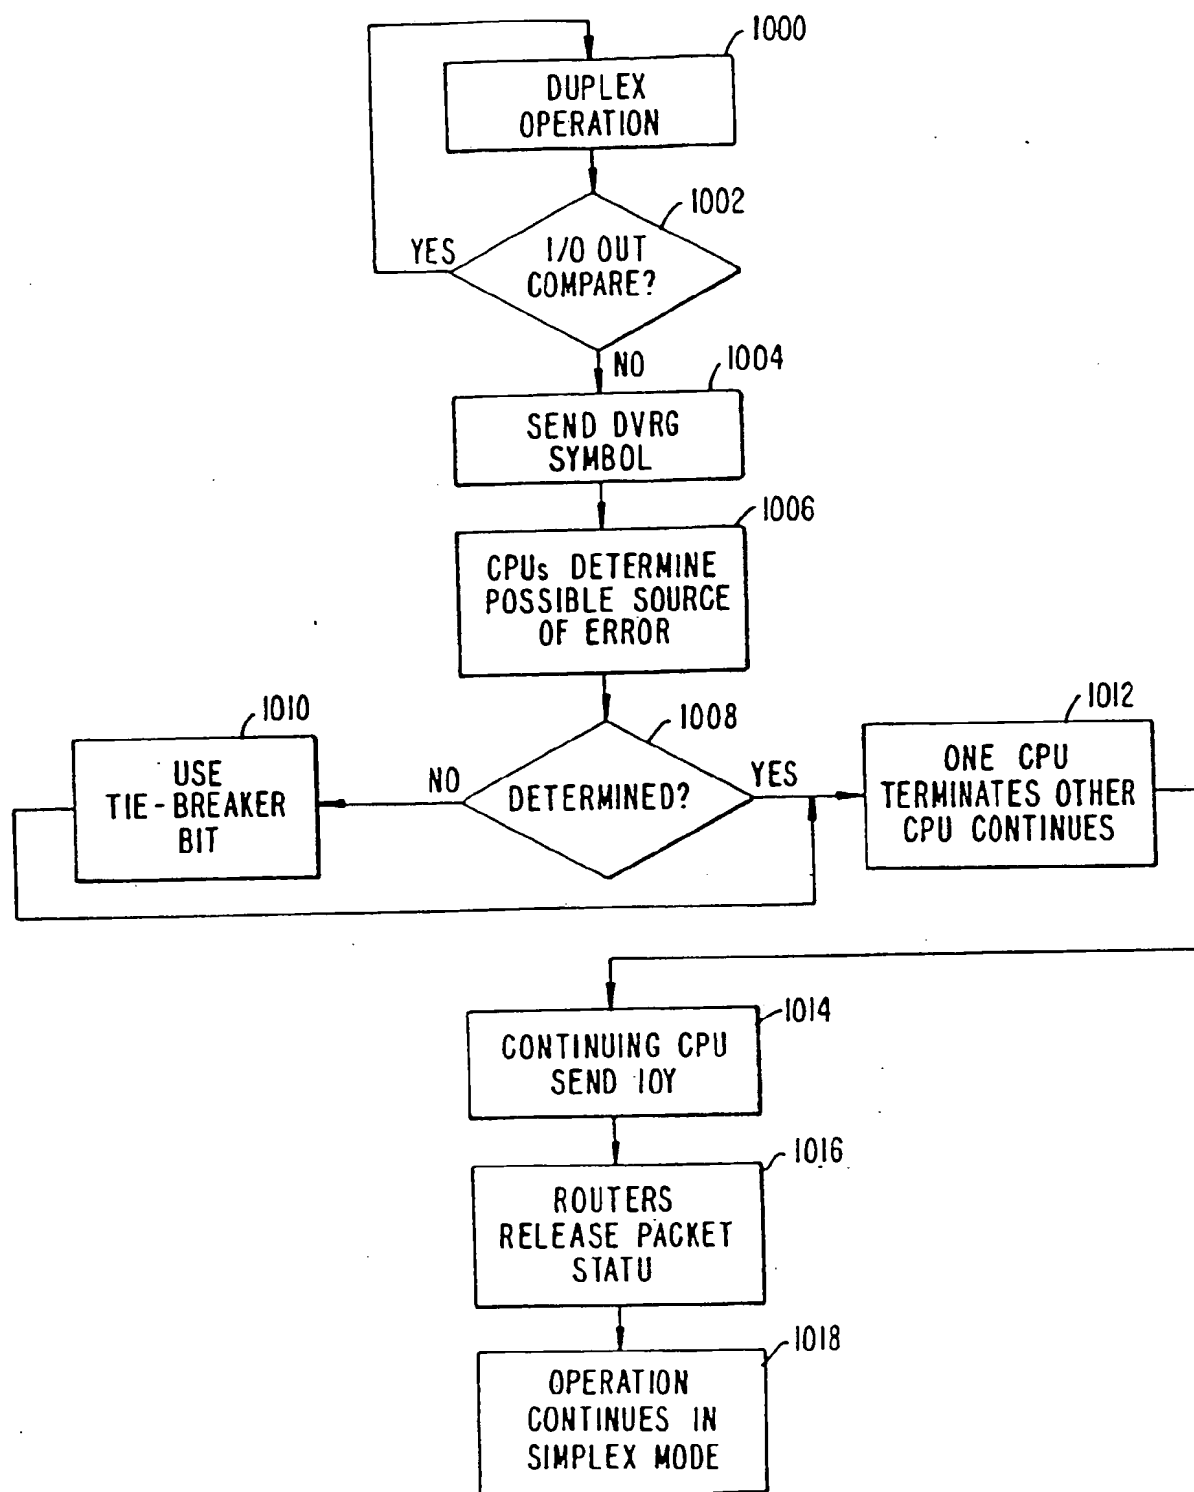 1000
DUPLEX
OPERATION
1002
YES
I/O OUT
COMPARE?
NO
1004
SEND DVRG
SYMBOL
1006
CPUs DETERMINE
POSSIBLE SOURCE
OF ERROR
1008
DETERMINED?
NO
YES
1010
USE
TIE-BREAKER
BIT
1012
ONE CPU
TERMINATES OTHER
CPU CONTINUES
1014
CONTINUING CPU
SEND IOY
1016
ROUTERS
RELEASE PACKET
STATU
1018
OPERATION
CONTINUES IN
SIMPLEX MODE